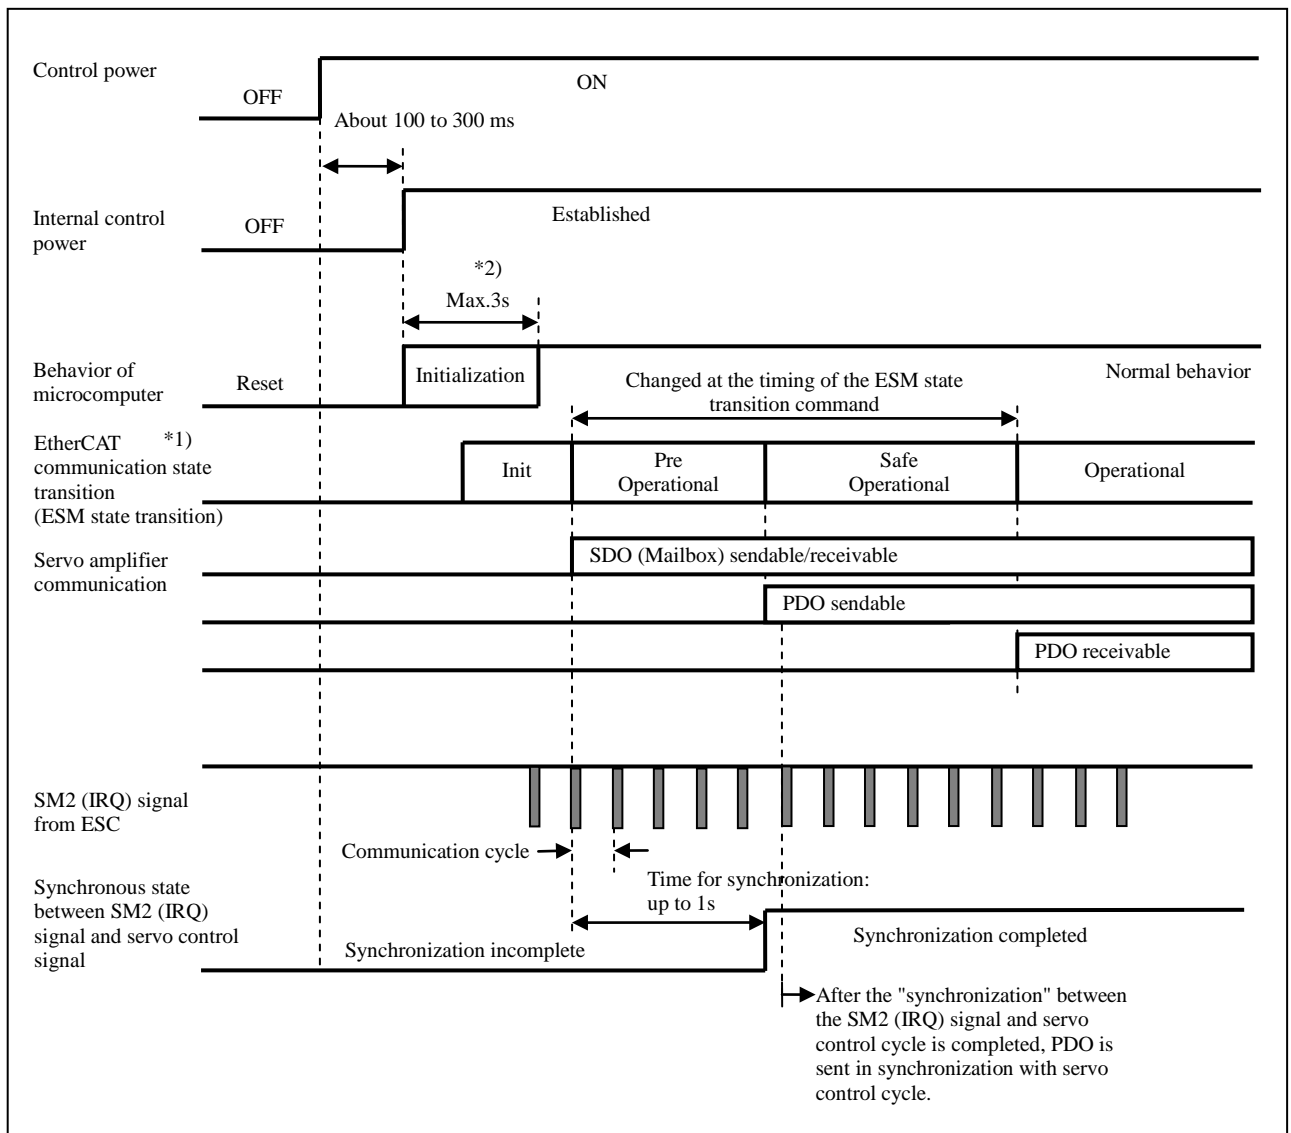 Control power
OFF
ON
About 100 to 300 ms
Internal control
power
OFF
Established
*2)
Max.3s
Behavior of
microcomputer
Reset
Initialization
Changed at the timing of the ESM state
transition command
Normal behavior
EtherCAT *1)
communication state
transition
(ESM state transition)
Init
Pre
Operational
Safe
Operational
Operational
Servo amplifier
communication
SDO (Mailbox) sendable/receivable
PDO sendable
PDO receivable
SM2 (IRQ) signal
from ESC
Communication cycle
Synchronous state
between SM2 (IRQ)
signal and servo control
signal
Time for synchronization:
up to 1s
Synchronization incomplete
Synchronization completed
After the "synchronization" between
the SM2 (IRQ) signal and servo
control cycle is completed, PDO is
sent in synchronization with servo
control cycle.